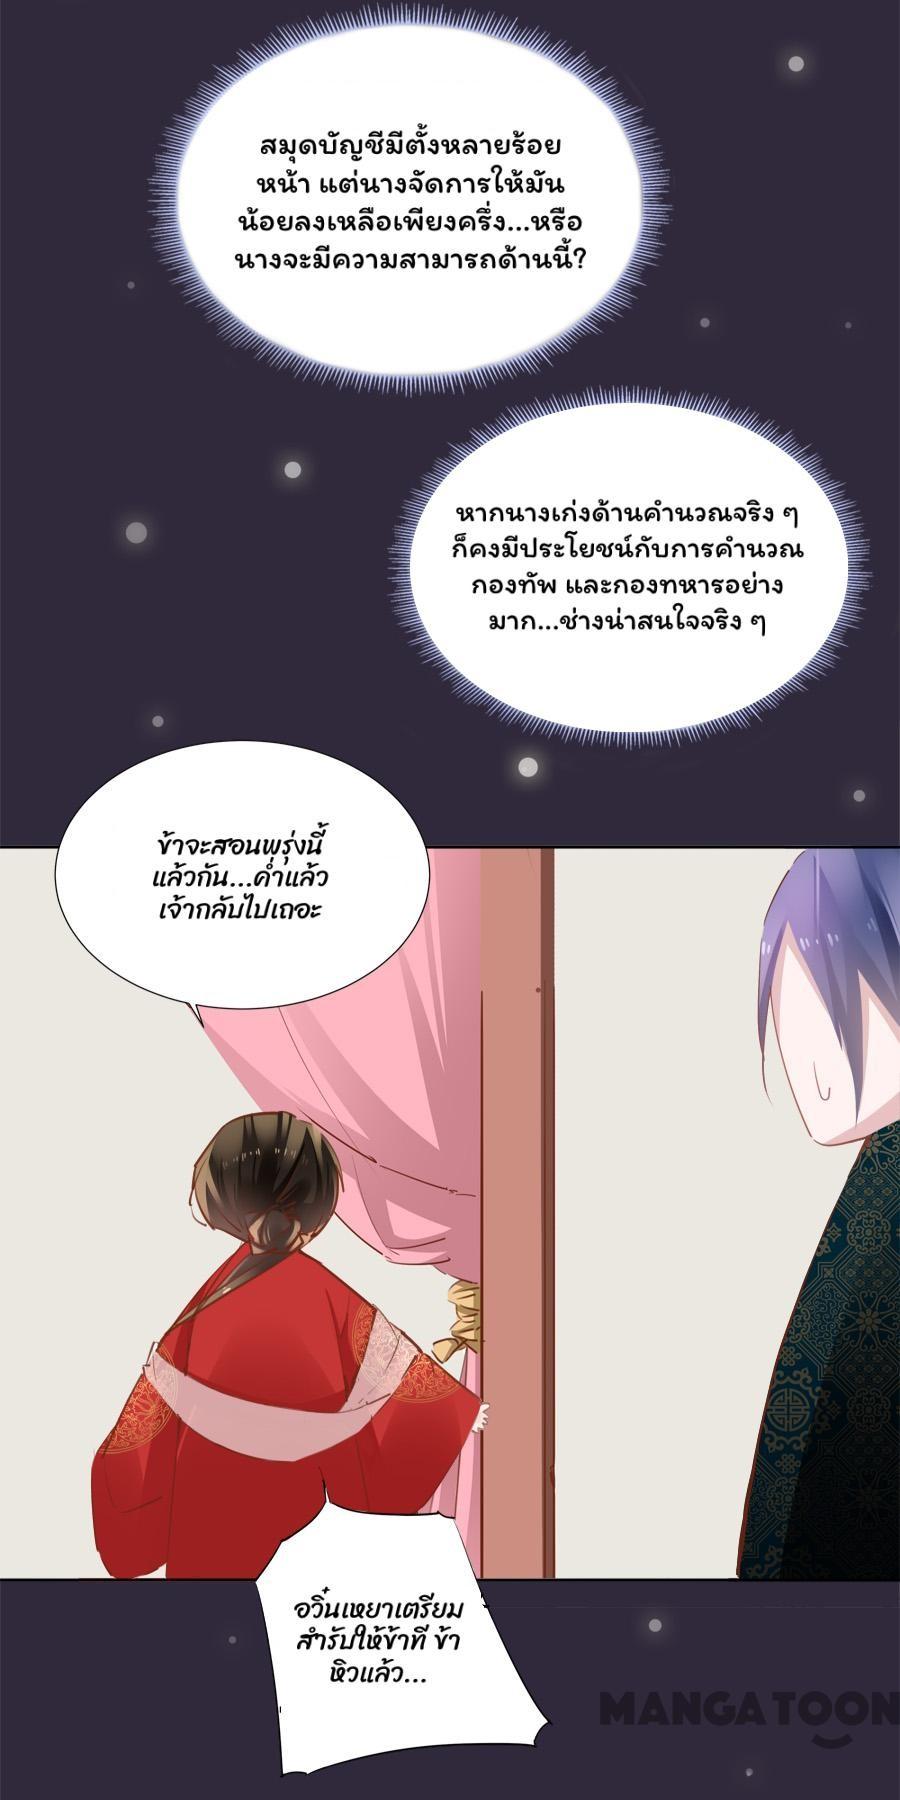 สมุดบัญชีมีตั้งหลายร้อย
หน้า แต่นางจัดการให้มัน
น้อยลงเหลือเพียงครึ่ง...หรือ
นางจะมีความสามารถด้านนี้?
หากนางเก่งด้านคำนวณจริง ๆ
ก็คงมีประโยชน์กับการคำนวณ
กองทัพ และกองทหารอย่าง
มาก...ช่างน่าสนใจจริง ๆ
ข้าจะสอนพรุ่งนี้
แล้วกัน...ค่ำแล้ว
เจ้ากลับไปเถอะ
อวิ๋นเหยาเตรียม
สำรับให้ข้าที ข้า
หิวแล้ว...
MANGATOON